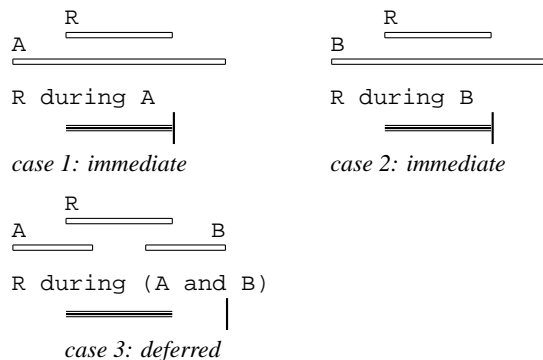 R
A
R during A
case 1: immediate
R
B
R during B
case 2: immediate
R
A B
R during (A and B)
case 3: deferred